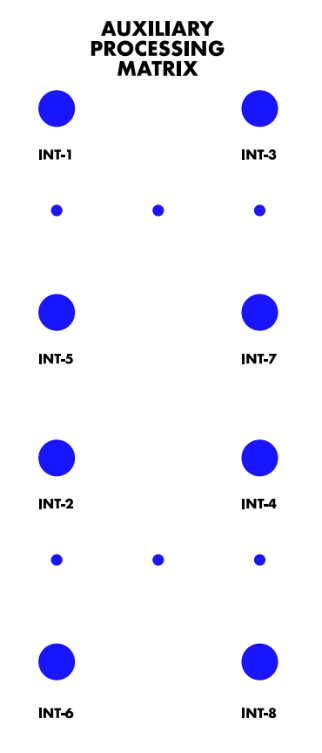 AUXILIARY
PROCESSING
MATRIX
INT-1 INT-3
INT-5 INT-7
INT-2 INT-4
INT-6 INT-8